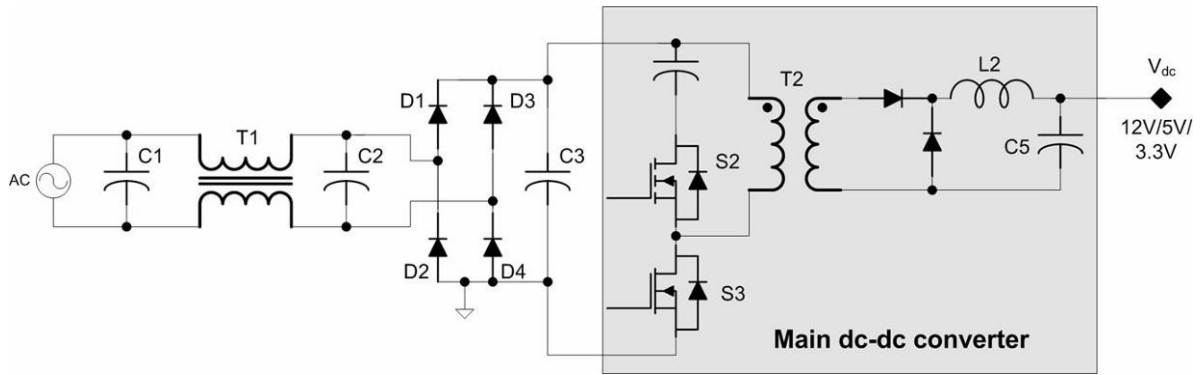 AC
C1
T1
C2
D1
D3
D2
D4
C3
S2
S3
T2
L2
C5
V_dc
12V/5V/
3.3V
Main dc-dc converter